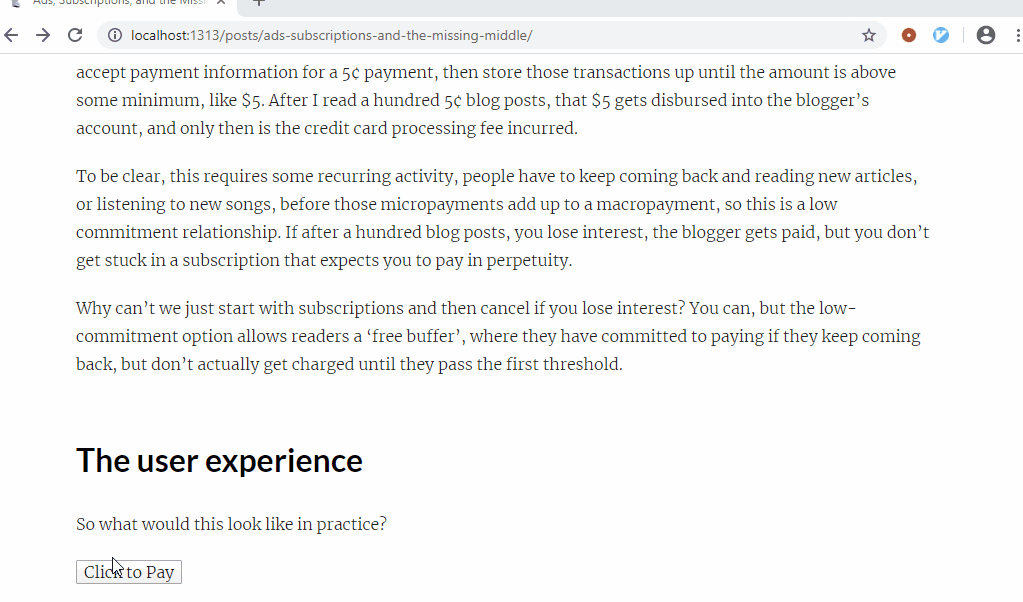 Ads, Subscriptions, and the Miss
localhost:1313/posts/ads-subscriptions-and-the-missing-middle/
accept payment information for a 5¢ payment, then store those transactions up until the amount is above
some minimum, like $5. After I read a hundred 5¢ blog posts, that $5 gets disbursed into the blogger’s
account, and only then is the credit card processing fee incurred.
To be clear, this requires some recurring activity, people have to keep coming back and reading new articles,
or listening to new songs, before those micropayments add up to a macropayment, so this is a low
commitment relationship. If after a hundred blog posts, you lose interest, the blogger gets paid, but you don’t
get stuck in a subscription that expects you to pay in perpetuity.
Why can’t we just start with subscriptions and then cancel if you lose interest? You can, but the low-
commitment option allows readers a ‘free buffer’, where they have committed to paying if they keep coming
back, but don’t actually get charged until they pass the first threshold.
The user experience
So what would this look like in practice?
Click to Pay